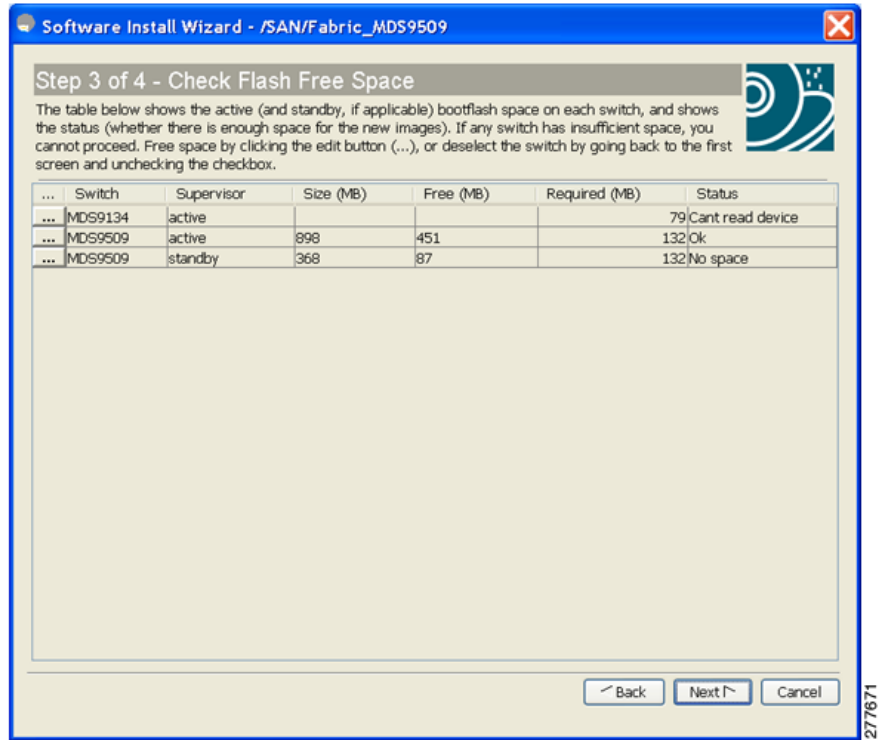 Software Install Wizard - /SAN/Fabric_MDS9509
Step 3 of 4 - Check Flash Free Space
The table below shows the active (and standby, if applicable) bootflash space on each switch, and shows
the status (whether there is enough space for the new images). If any switch has insufficient space, you
cannot proceed. Free space by clicking the edit button (...), or deselect the switch by going back to the first
screen and unchecking the checkbox.
... Switch Supervisor Size (MB) Free (MB) Required (MB) Status
... MDS9134 active 79 Cant read device
... MDS9509 active 898 451 132 Ok
... MDS9509 standby 368 87 132 No space
Back Next Cancel
277671